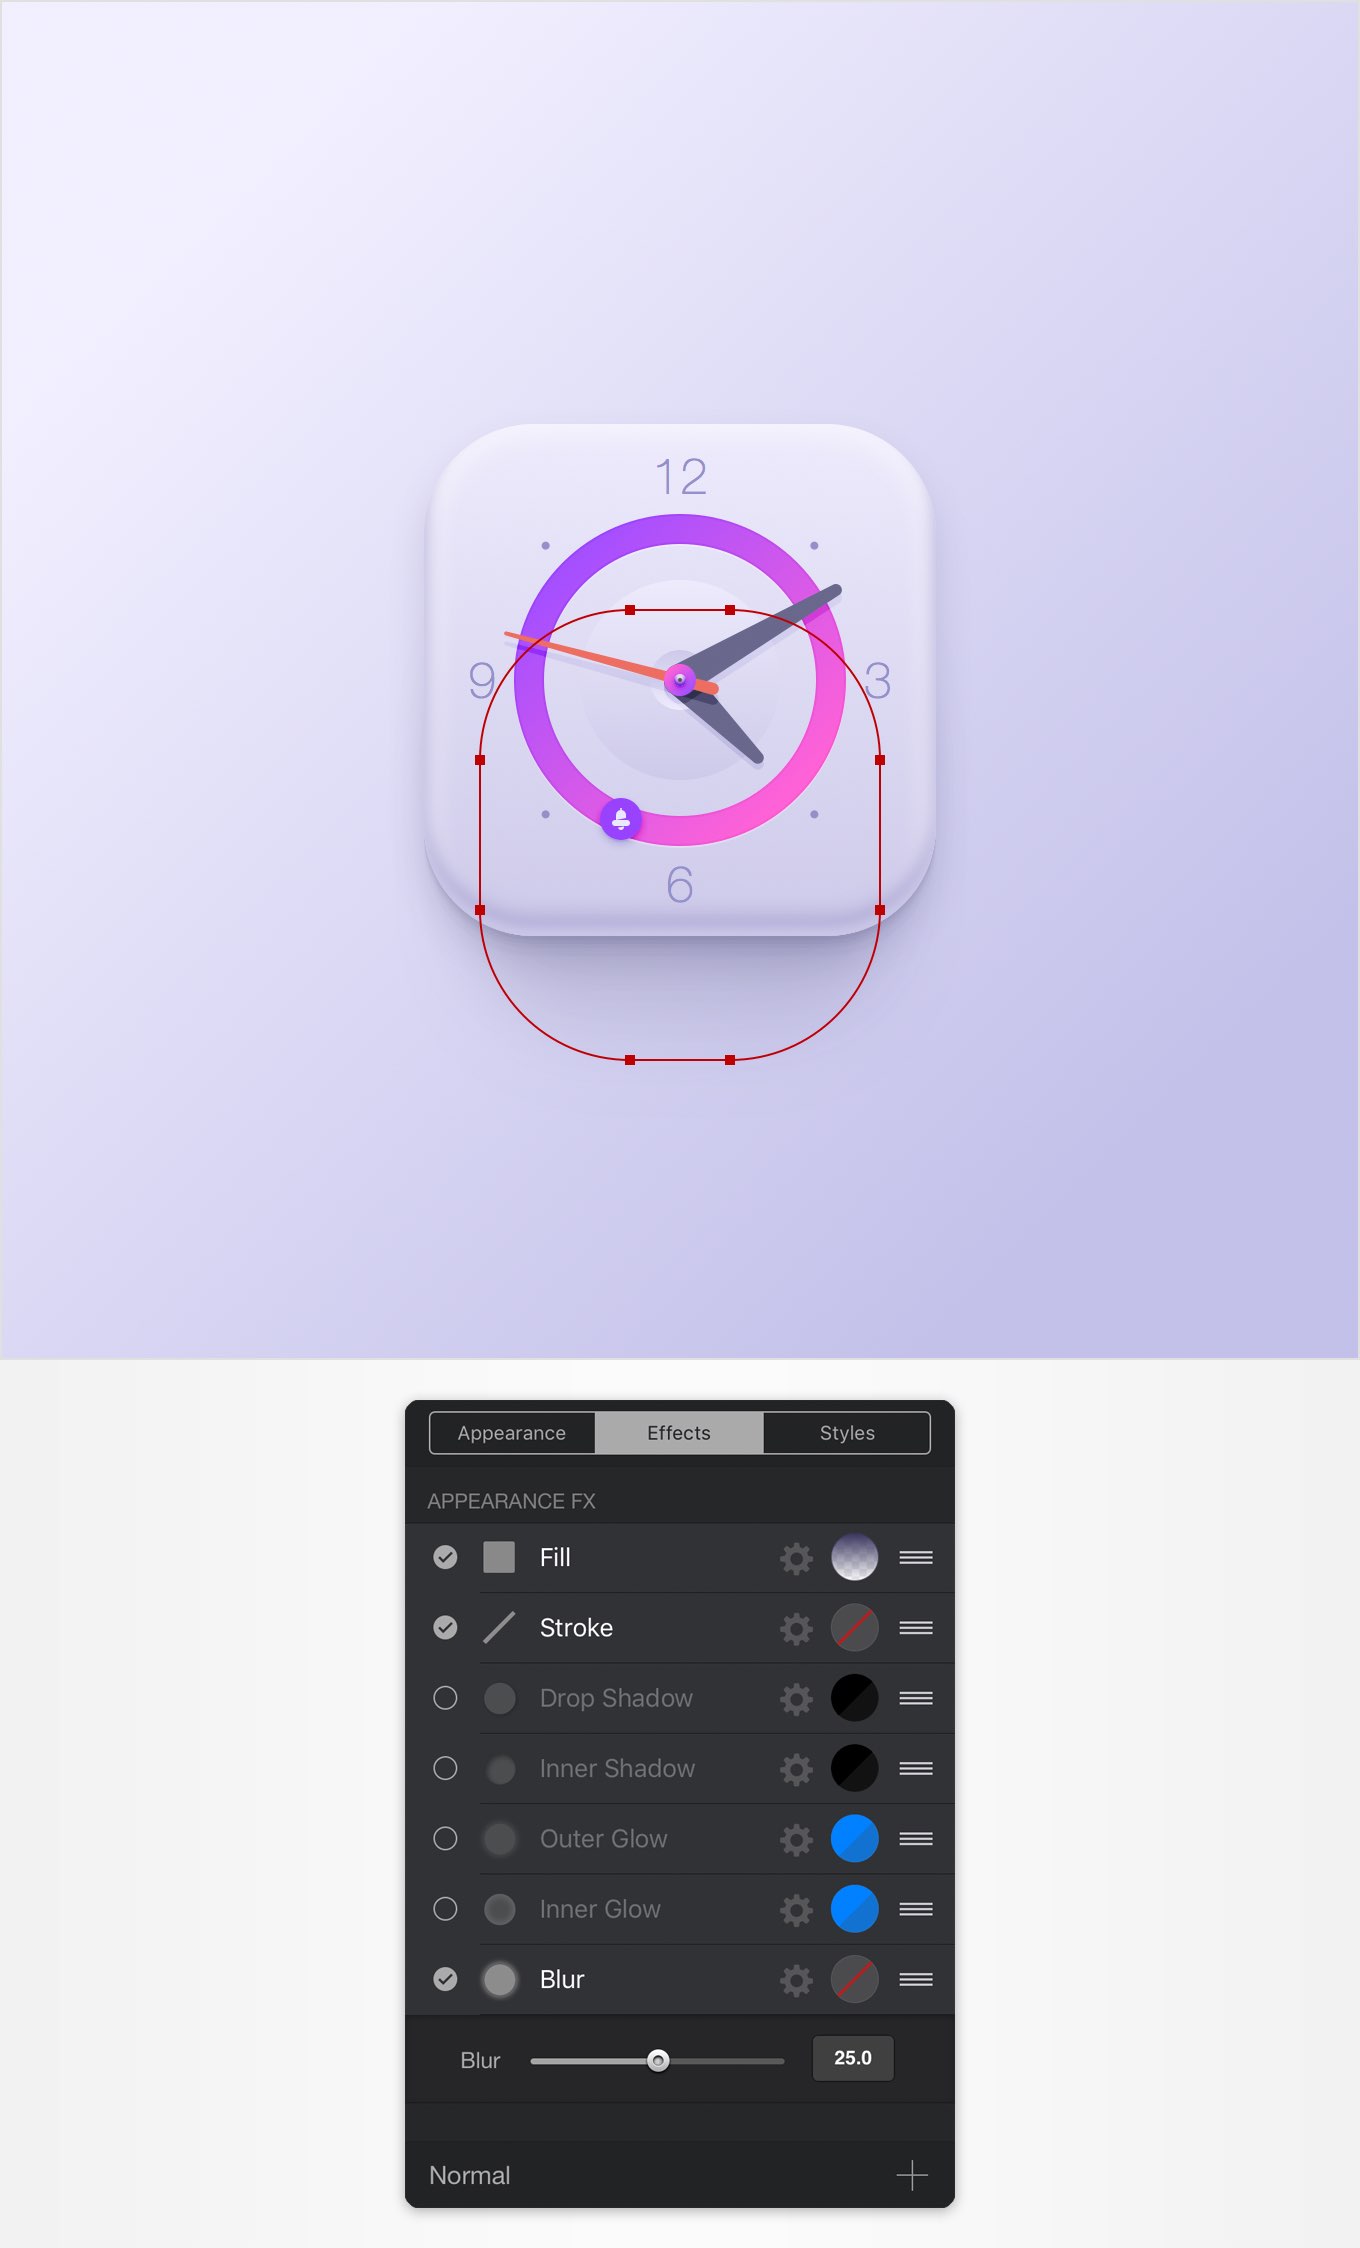 12
9
3
6
Appearance Effects Styles
APPEARANCE FX
Fill
Stroke
Drop Shadow
Inner Shadow
Outer Glow
Inner Glow
Blur
Blur 25.0
Normal